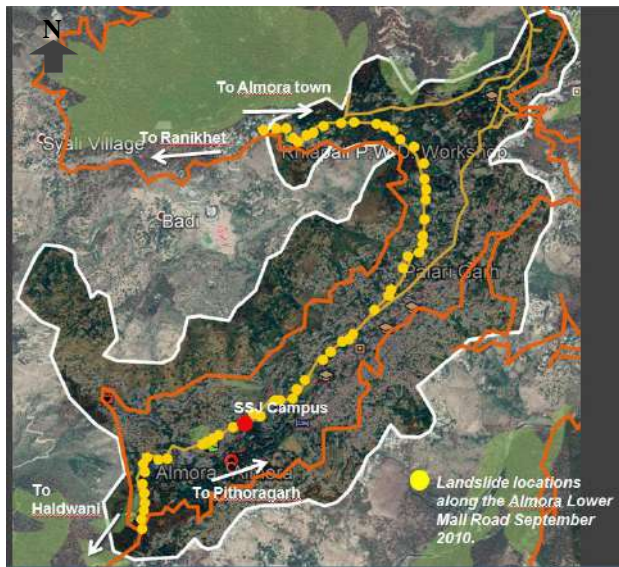 N
To Almora town
To Ranikhet
Syali Village
Khapali P.W.D. Workshop
Badi
Palari Garh
SSJ Campus
Almora
To Pithoragarh
To
Haldwani
Landslide locations
along the Almora Lower
Mall Road September
2010.